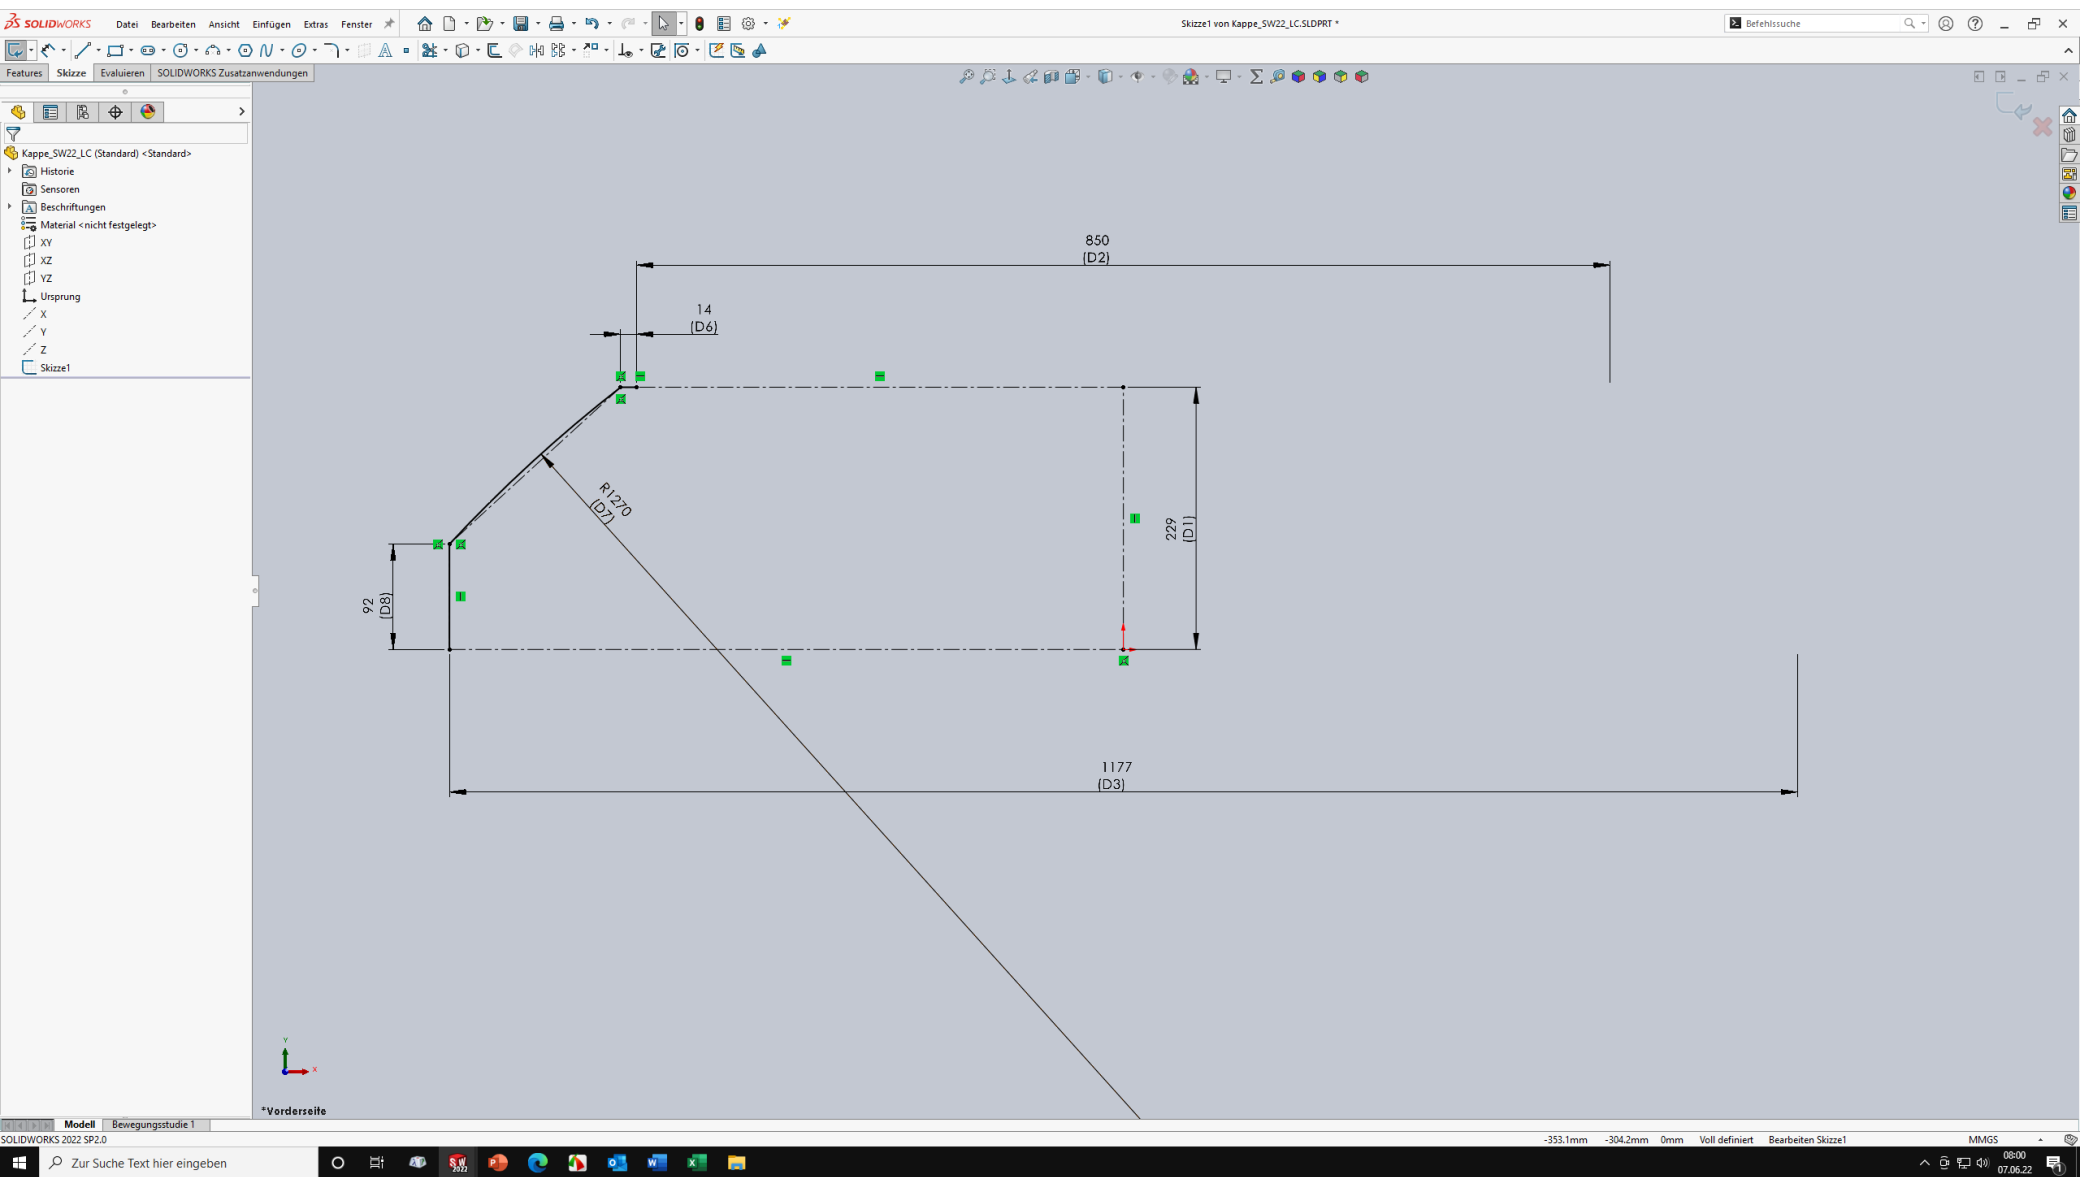 SOLIDWORKS Datei Bearbeiten Ansicht Einfügen Extras Fenster Skizze1 von Kappe_SW22_LC.SLDPRT * Befehlssuche
Features Skizze Evaluieren SOLIDWORKS Zusatzanwendungen
Kappe_SW22_LC (Standard) <Standard>
Historie
Sensoren
Beschriftungen
Material <nicht festgelegt>
XY
XZ
YZ
Ursprung
X
Y
Z
Skizze1
850
(D2)
14
(D6)
R1270
(D7)
229
(D1)
92
(D8)
1177
(D3)
Y
X
*Vorderseite
Modell Bewegungsstudie 1
SOLIDWORKS 2022 SP2.0 -353.1mm -304.2mm 0mm Voll definiert Bearbeiten Skizze1 MMGS
Zur Suche Text hier eingeben
08:00
07.06.22